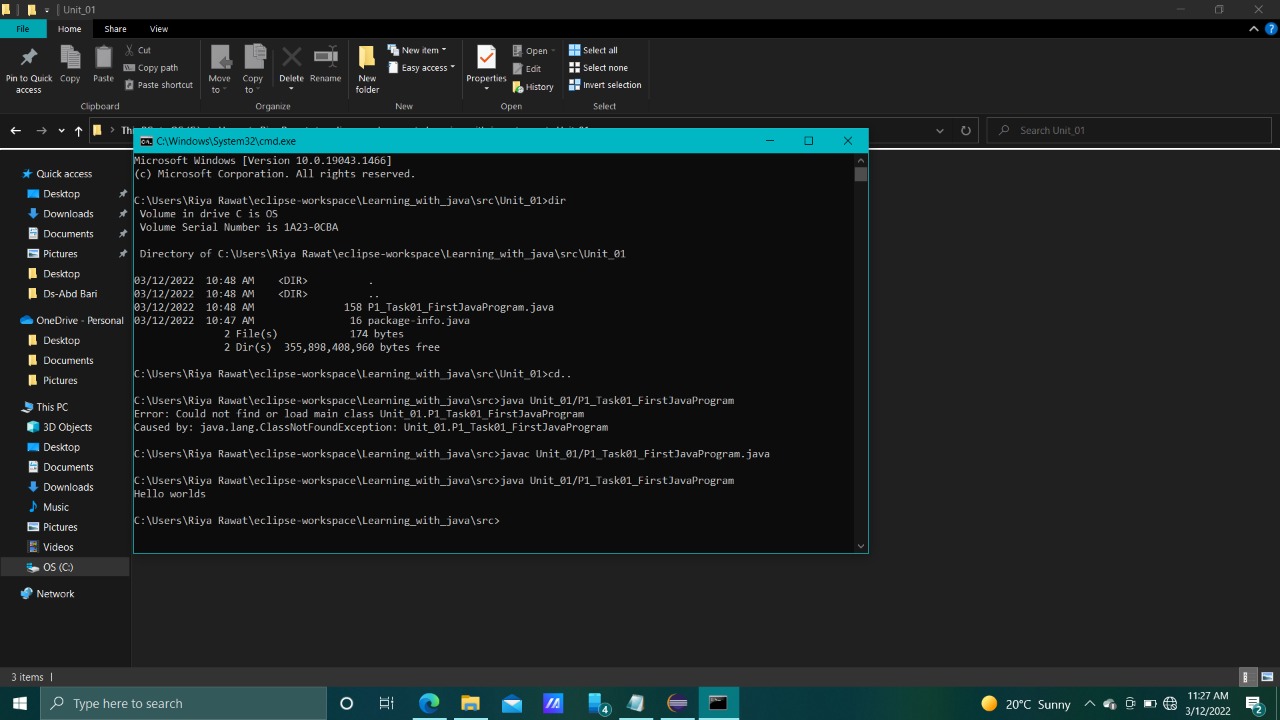 Unit_01
File Home Share View
Pin to Quick access
Copy
Paste
Cut
Copy path
Paste shortcut
Clipboard
Move to
Copy to
Delete
Rename
Organize
New folder
New item
Easy access
New
Properties
Open
Edit
History
Open
Select all
Select none
Invert selection
Select
Search Unit_01
C:\Windows\System32\cmd.exe
Microsoft Windows [Version 10.0.19043.1466]
(c) Microsoft Corporation. All rights reserved.
C:\Users\Riya Rawat\eclipse-workspace\Learning_with_java\src\Unit_01>dir
Volume in drive C is OS
Volume Serial Number is 1A23-0CBA
Directory of C:\Users\Riya Rawat\eclipse-workspace\Learning_with_java\src\Unit_01
03/12/2022  10:48 AM    <DIR>          .
03/12/2022  10:48 AM    <DIR>          ..
03/12/2022  10:48 AM               158 P1_Task01_FirstJavaProgram.java
03/12/2022  10:47 AM                16 package-info.java
2 File(s)            174 bytes
2 Dir(s)  355,898,408,960 bytes free
C:\Users\Riya Rawat\eclipse-workspace\Learning_with_java\src\Unit_01>cd..
C:\Users\Riya Rawat\eclipse-workspace\Learning_with_java\src>java Unit_01/P1_Task01_FirstJavaProgram
Error: Could not find or load main class Unit_01.P1_Task01_FirstJavaProgram
Caused by: java.lang.ClassNotFoundException: Unit_01.P1_Task01_FirstJavaProgram
C:\Users\Riya Rawat\eclipse-workspace\Learning_with_java\src>javac Unit_01/P1_Task01_FirstJavaProgram.java
C:\Users\Riya Rawat\eclipse-workspace\Learning_with_java\src>java Unit_01/P1_Task01_FirstJavaProgram
Hello worlds
C:\Users\Riya Rawat\eclipse-workspace\Learning_with_java\src>
Quick access
Desktop
Downloads
Documents
Pictures
Desktop
Ds-Abd Bari
OneDrive - Personal
Desktop
Documents
Pictures
This PC
3D Objects
Desktop
Documents
Downloads
Music
Pictures
Videos
OS (C:)
Network
3 items
Type here to search
4
20°C Sunny
11:27 AM
3/12/2022
2